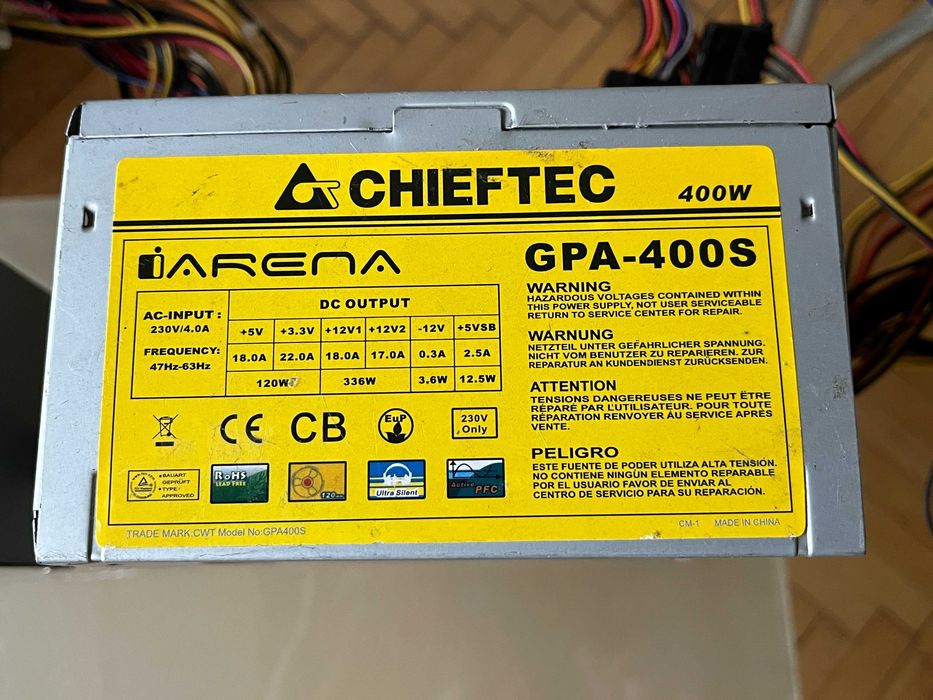 CHIEFTEC
400W
iARENA
GPA-400S
AC-INPUT:
230V/4.0A
FREQUENCY:
47Hz-63Hz
DC OUTPUT
+5V +3.3V +12V1 +12V2 -12V +5VSB
18.0A 22.0A 18.0A 17.0A 0.3A 2.5A
120W 336W 3.6W 12.5W
WARNING
HAZARDOUS VOLTAGES CONTAINED WITHIN
THIS POWER SUPPLY, NOT USER SERVICEABLE
RETURN TO SERVICE CENTER FOR REPAIR.
WARNUNG
NETZTEIL UNTER GEFÄHRLICHER SPANNUNG.
NICHT VOM BENUTZER ZU REPARIEREN. ZUR
REPARATUR AN KUNDENDIENST ZURÜCKSENDEN.
ATTENTION
TENSIONS DANGEREUSES NE PEUT ÊTRE
RÉPARÉ PAR L'UTILISATEUR. POUR TOUTE
RÉPARATION RENVOYER ÀU SERVICE APRÈS
VENTE.
PELIGRO
ESTE FUENTE DE PODER UTILIZA ALTA TENSIÓN.
NO CONTIENE NINGÚN ELEMENTO REPARABLE
POR EL USUARIO FAVOR DE ENVIAR AL
CENTRO DE SERVICIO PARA SU REPARACIÓN.
CE CB EuP 230V
Only
BAUART
GEPRÜFT
TYPE
APPROVED
RoHS
LEAD FREE
120mm
Ultra Silent
Active PFC
TRADE MARK:CWT Model No:GPA400S
CM-1 MADE IN CHINA